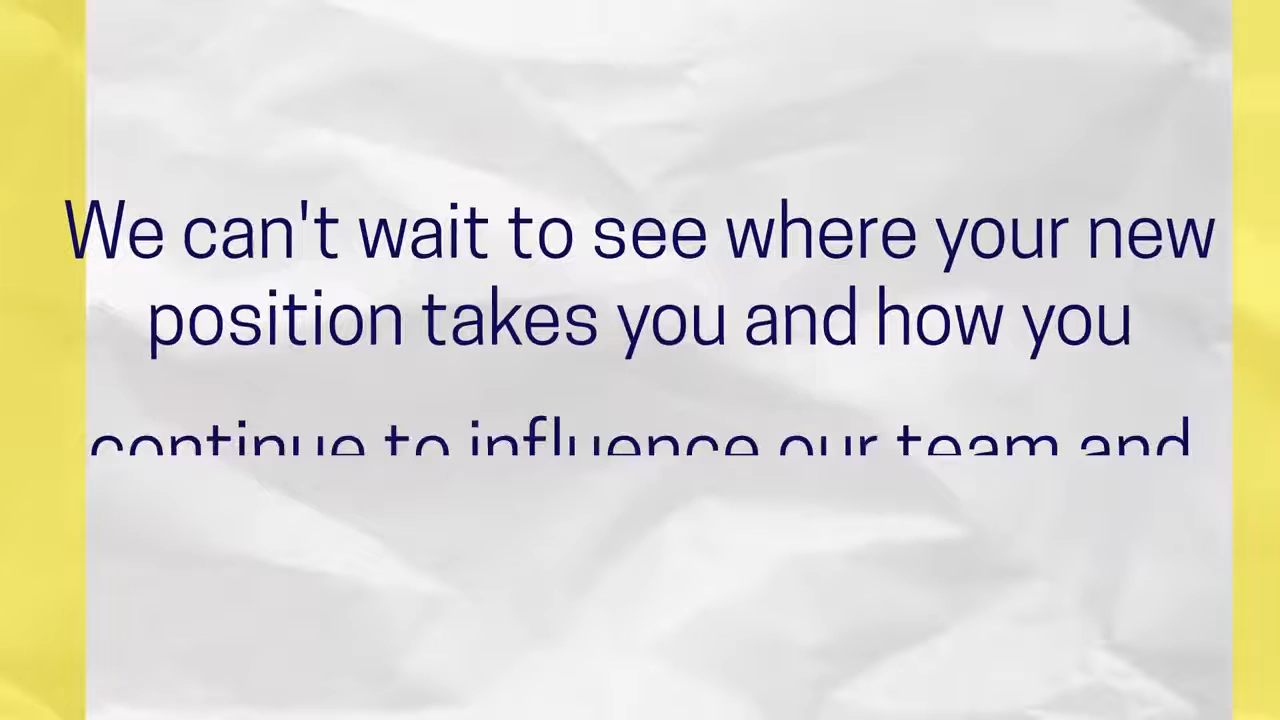 We can't wait to see where your new
position takes you and how you
continue to influence our team and